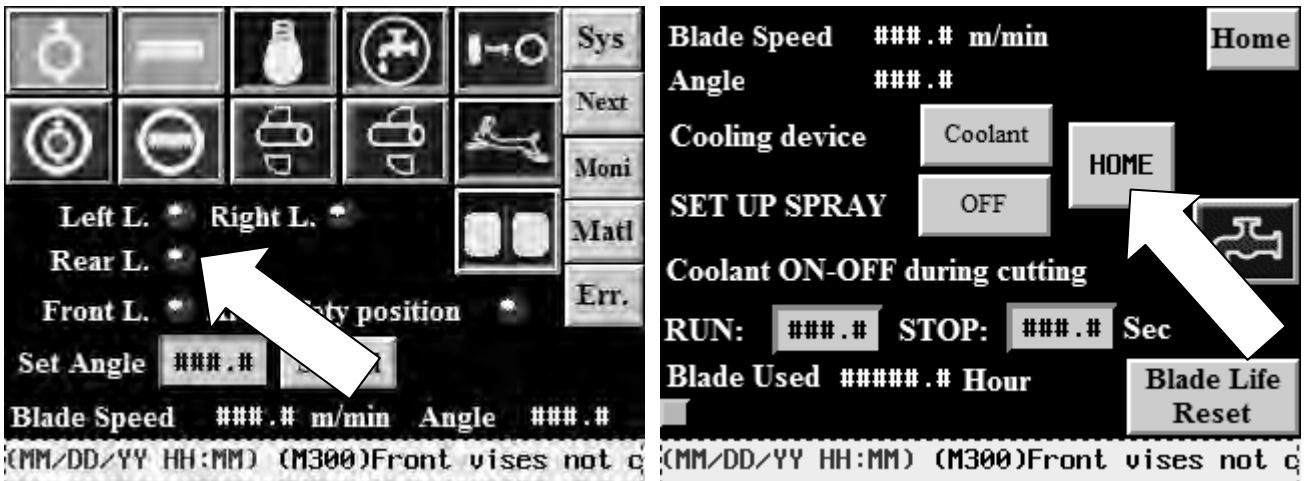 Sys
Next
Moni
Left L. Right L.
Matl
Rear L.
Err.
Front L. position
Set Angle ###.#
Blade Speed ###.# m/min Angle ###.#
(MM/DD/YY HH:MM) (M300)Front vises not
Blade Speed ###.# m/min Home
Angle ###.#
Cooling device Coolant
HOME
SET UP SPRAY OFF
Coolant ON-OFF during cutting
RUN: ###.# STOP: ###.# Sec
Blade Used #####.# Hour
Blade Life
Reset
(MM/DD/YY HH:MM) (M300)Front vises not